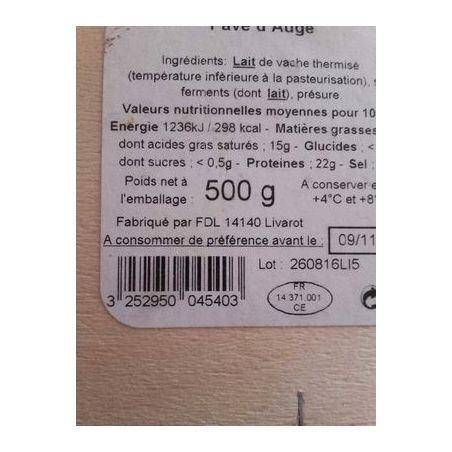 Pavé d'Auge
Ingrédients: Lait de vache thermisé
(température inférieure à la pasteurisation), s
ferments (dont lait), présure.
Valeurs nutritionnelles moyennes pour 10
Energie 1236kJ / 298 kcal - Matières grasses
dont acides gras saturés ; 15g - Glucides : <
dont sucres ; < 0,5g - Proteines ; 22g - Sel :
Poids net à
l'emballage : 500 g
A conserver e
+4°C et +8°
Fabriqué par FDL 14140 Livarot
A consommer de préférence avant le : 09/11
Lot : 260816LI5
3 252950 045403
FR
14 371.001
CE